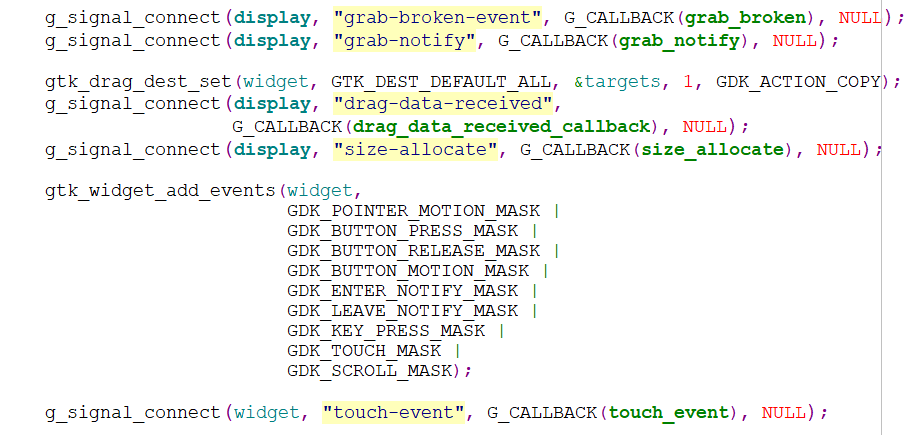 g_signal_connect(display, "grab-broken-event", G_CALLBACK(grab_broken), NULL);
g_signal_connect(display, "grab-notify", G_CALLBACK(grab_notify), NULL);
gtk_drag_dest_set(widget, GTK_DEST_DEFAULT_ALL, &targets, 1, GDK_ACTION_COPY);
g_signal_connect(display, "drag-data-received",
G_CALLBACK(drag_data_received_callback), NULL);
g_signal_connect(display, "size-allocate", G_CALLBACK(size_allocate), NULL);
gtk_widget_add_events(widget,
GDK_POINTER_MOTION_MASK |
GDK_BUTTON_PRESS_MASK |
GDK_BUTTON_RELEASE_MASK |
GDK_BUTTON_MOTION_MASK |
GDK_ENTER_NOTIFY_MASK |
GDK_LEAVE_NOTIFY_MASK |
GDK_KEY_PRESS_MASK |
GDK_TOUCH_MASK |
GDK_SCROLL_MASK);
g_signal_connect(widget, "touch-event", G_CALLBACK(touch_event), NULL);